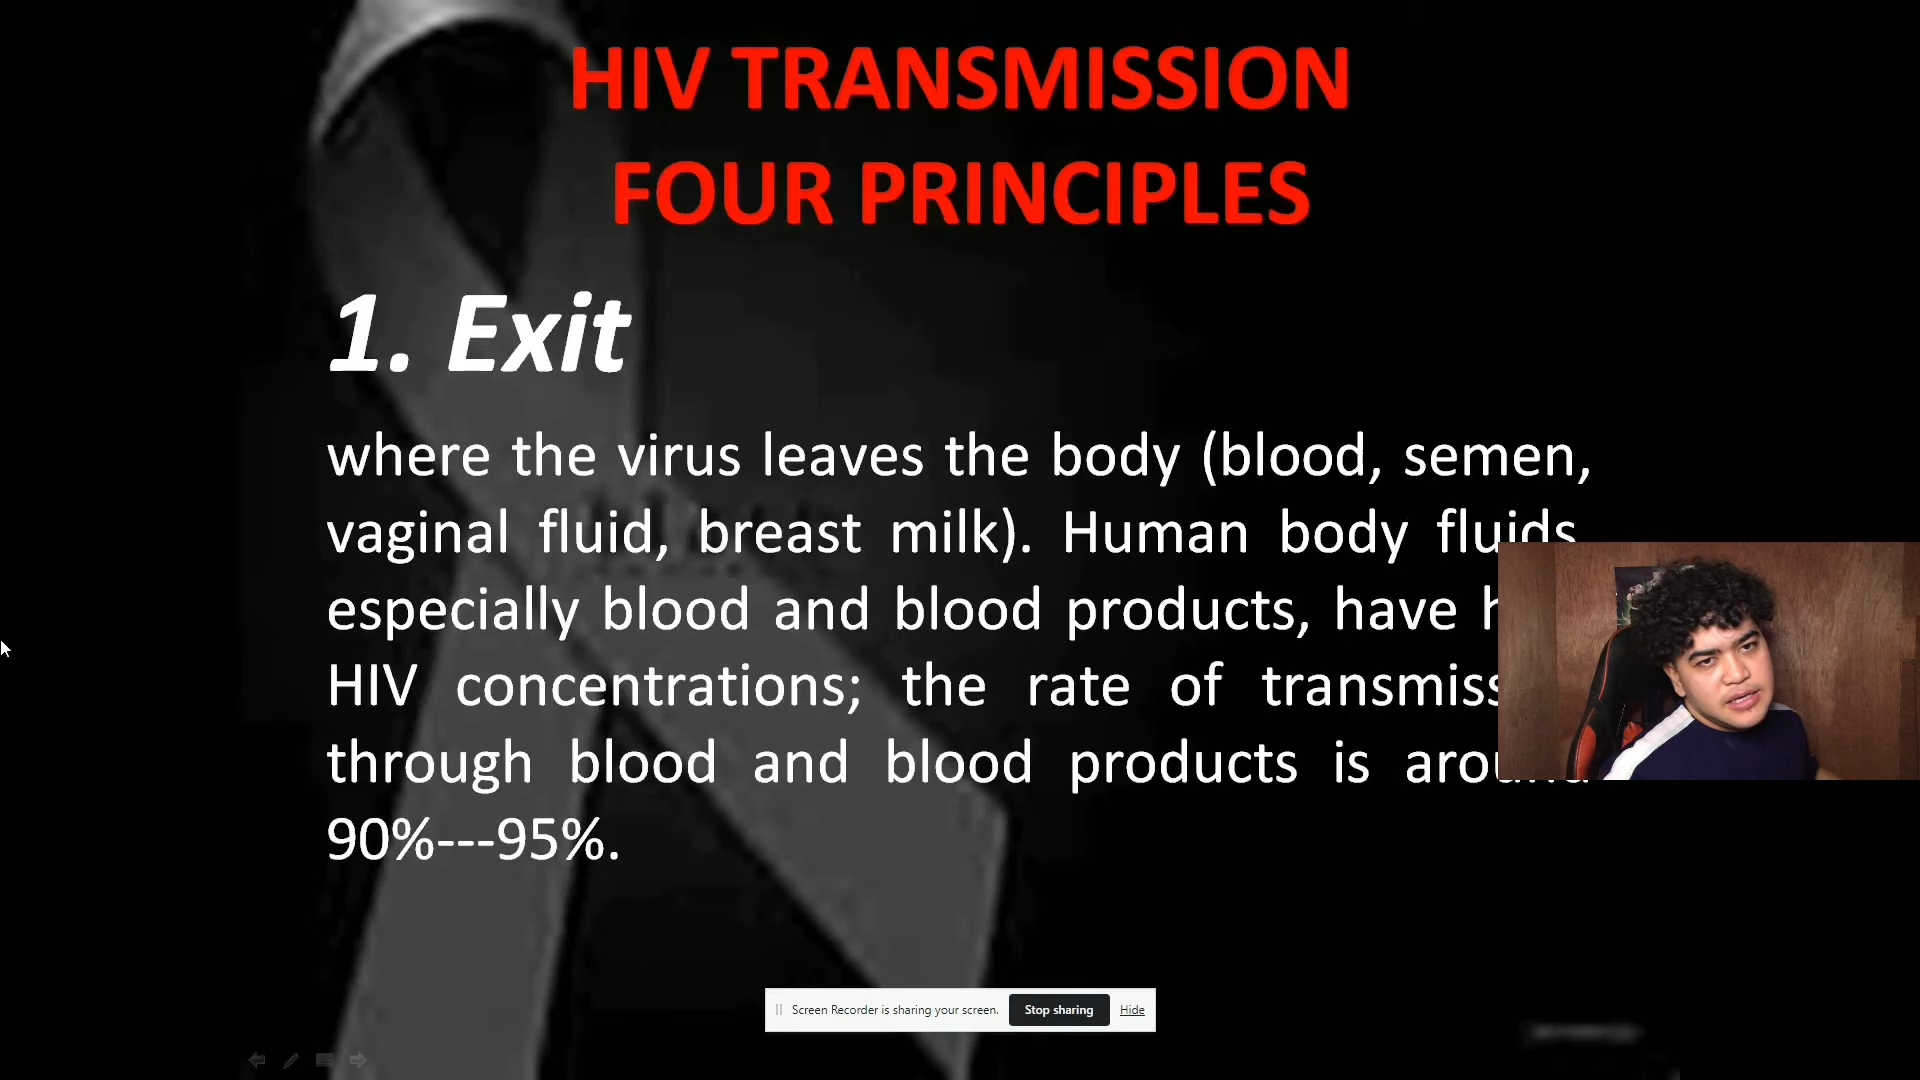 HIV TRANSMISSION
FOUR PRINCIPLES
1. Exit
where the virus leaves the body (blood, semen,
vaginal fluid, breast milk). Human body fluids
especially blood and blood products, have
HIV concentrations; the rate of
through blood and blood products is around
90%---95%.
Screen Recorder is sharing your screen.
Stop sharing
Hide